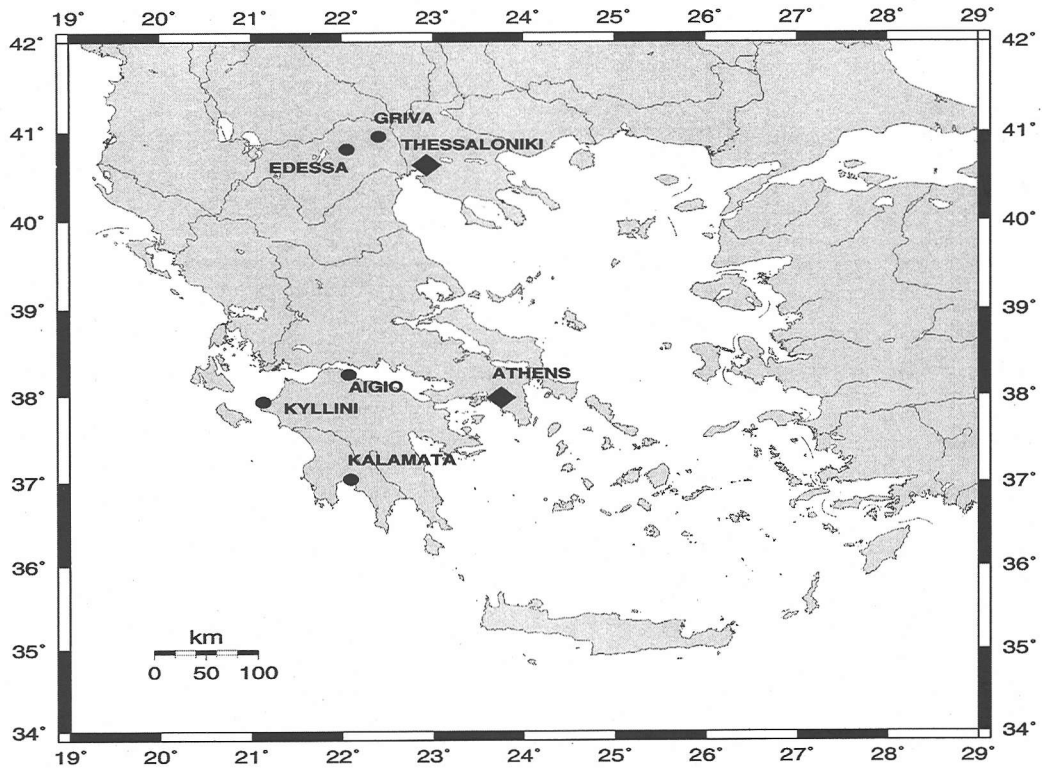 19° 20° 21° 22° 23° 24° 25° 26° 27° 28° 29°
42° 42°
GRIVA
41° 41°
THESSALONIKI
EDESSA
40° 40°
39° 39°
ATHENS
AIGIO
38° 38°
KYLLINI
KALAMATA
37° 37°
36° 36°
km
35° 35°
0 50 100
34° 34°
19° 20° 21° 22° 23° 24° 25° 26° 27° 28° 29°